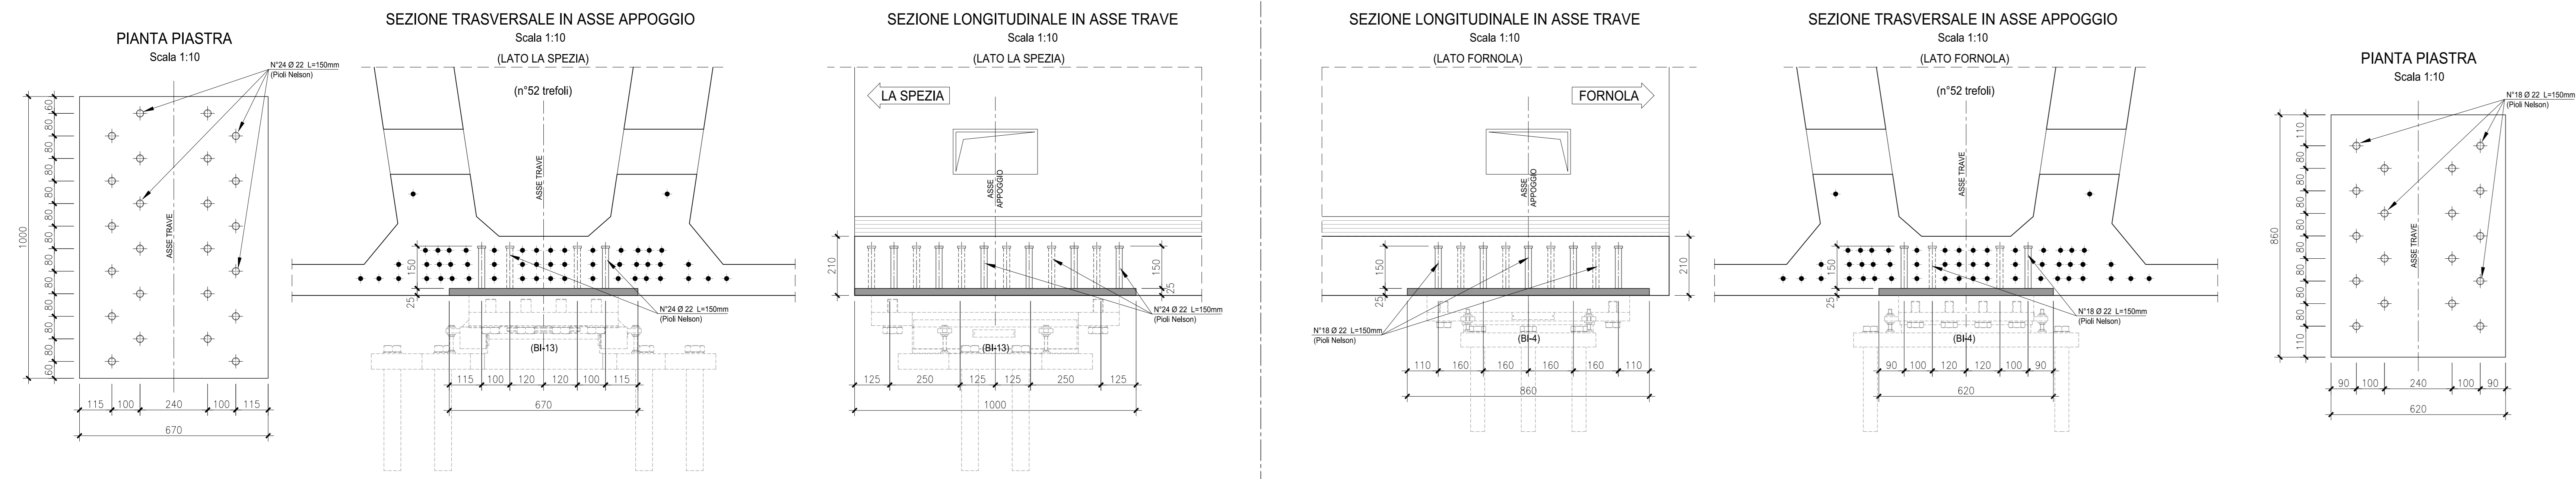 PIANTA PIASTRA
Scala 1:10
N°24 Ø 22 L=150mm
(Pioli Nelson)
1000
60
80
80
80
80
80
80
80
80
80
80
80
60
ASSE TRAVE
115
100
240
100
115
670
SEZIONE TRASVERSALE IN ASSE APPOGGIO
Scala 1:10
(LATO LA SPEZIA)
(n°52 trefoli)
ASSE TRAVE
150
25
N°24 Ø 22 L=150mm
(Pioli Nelson)
(BI-13)
115
100
120
120
100
115
670
SEZIONE LONGITUDINALE IN ASSE TRAVE
Scala 1:10
(LATO LA SPEZIA)
LA SPEZIA
ASSE
APPOGGIO
210
150
25
N°24 Ø 22 L=150mm
(Pioli Nelson)
(BI-13)
125
250
125
125
250
125
1000
SEZIONE LONGITUDINALE IN ASSE TRAVE
Scala 1:10
(LATO FORNOLA)
FORNOLA
ASSE
APPOGGIO
150
25
210
N°18 Ø 22 L=150mm
(Pioli Nelson)
(BI-4)
110
160
160
160
160
110
860
SEZIONE TRASVERSALE IN ASSE APPOGGIO
Scala 1:10
(LATO FORNOLA)
(n°52 trefoli)
ASSE TRAVE
150
25
N°18 Ø 22 L=150mm
(Pioli Nelson)
(BI-4)
90
100
120
120
100
90
620
PIANTA PIASTRA
Scala 1:10
N°18 Ø 22 L=150mm
(Pioli Nelson)
860
110
80
80
80
80
80
80
80
80
110
ASSE TRAVE
90
100
240
100
90
620